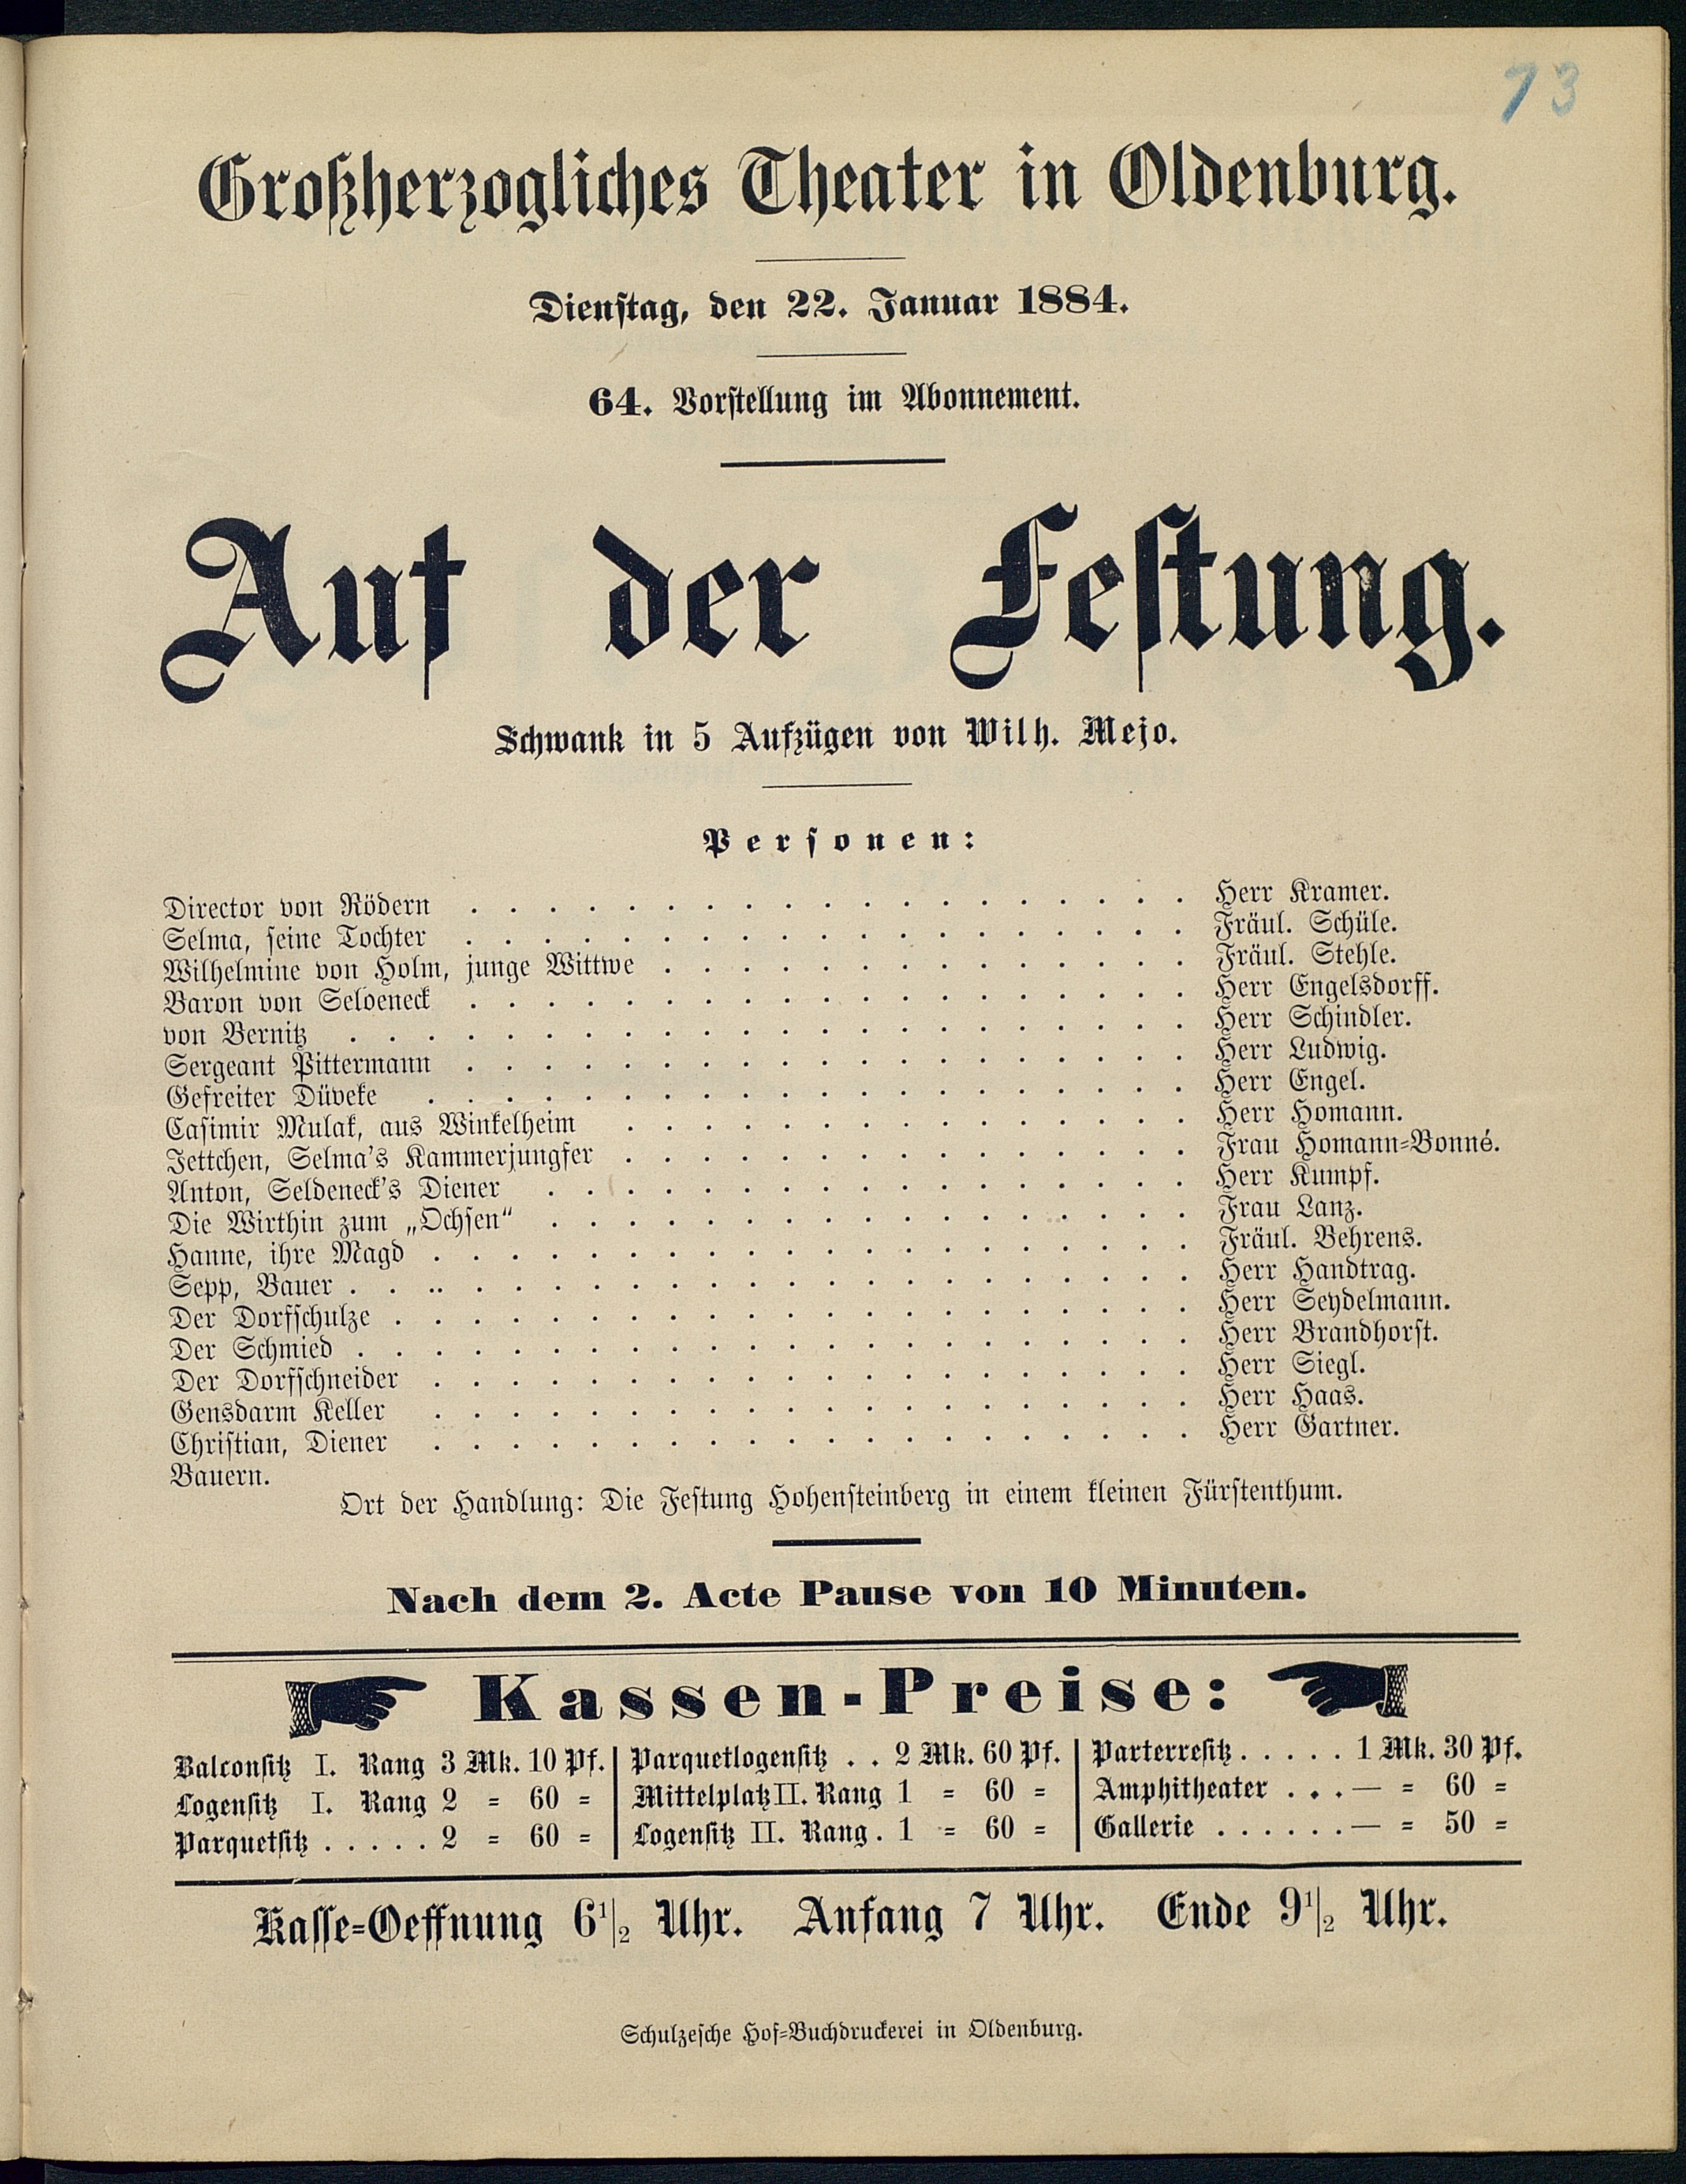 73
Großherzogliches Theater in Oldenburg.
Dienstag, den 22. Januar 1884.
64. Vorstellung im Abonnement.
Auf der Festung.
Schwank in 5 Aufzügen von Wilh. Mejo.
Personen:
Director von Rödern . . . . . . . . . . . . . . . . . . . Herr Kramer.
Selma, seine Tochter . . . . . . . . . . . . . . . . . . . Fräul. Schüle.
Wilhelmine von Holm, junge Wittwe . . . . . . . . . . . . . . Fräul. Stehle.
Baron von Seldeneck . . . . . . . . . . . . . . . . . . . Herr Engelsdorff.
von Bernitz . . . . . . . . . . . . . . . . . . . . . . Herr Schindler.
Sergeant Pittermann . . . . . . . . . . . . . . . . . . . Herr Ludwig.
Gefreiter Düveke . . . . . . . . . . . . . . . . . . . . Herr Engel.
Casimir Mulak, aus Winkelheim . . . . . . . . . . . . . . . Herr Homann.
Jettchen, Selma's Kammerjungfer . . . . . . . . . . . . . . . Frau Homann=Bonné.
Anton, Seldeneck's Diener . . . . . . . . . . . . . . . . . Herr Kumpf.
Die Wirthin zum „Ochsen“ . . . . . . . . . . . . . . . . . Frau Lanz.
Hanne, ihre Magd . . . . . . . . . . . . . . . . . . . . Fräul. Behrens.
Sepp, Bauer . . . . . . . . . . . . . . . . . . . . . . Herr Handtrag.
Der Dorfschulze . . . . . . . . . . . . . . . . . . . . . Herr Seydelmann.
Der Schmied . . . . . . . . . . . . . . . . . . . . . . Herr Brandhorst.
Der Dorfschneider . . . . . . . . . . . . . . . . . . . . Herr Siegl.
Gensdarm Keller . . . . . . . . . . . . . . . . . . . . Herr Haas.
Christian, Diener . . . . . . . . . . . . . . . . . . . . Herr Gartner.
Bauern.
Ort der Handlung: Die Festung Hohensteinberg in einem kleinen Fürstenthum.
Nach dem 2. Acte Pause von 10 Minuten.
Kassen-Preise:
Balconsitz I. Rang 3 Mk. 10 Pf. Parquetlogensitz . . 2 Mk. 60 Pf. Parterresitz . . . . . 1 Mk. 30 Pf.
Logensitz I. Rang 2 = 60 = Mittelplatz II. Rang 1 = 60 = Amphitheater . . . — = 60 =
Parquetsitz . . . . . 2 = 60 = Logensitz II. Rang . 1 = 60 = Gallerie . . . . . . — = 50 =
Kasse=Oeffnung 6 1/2 Uhr. Anfang 7 Uhr. Ende 9 1/2 Uhr.
Schulzesche Hof=Buchdruckerei in Oldenburg.